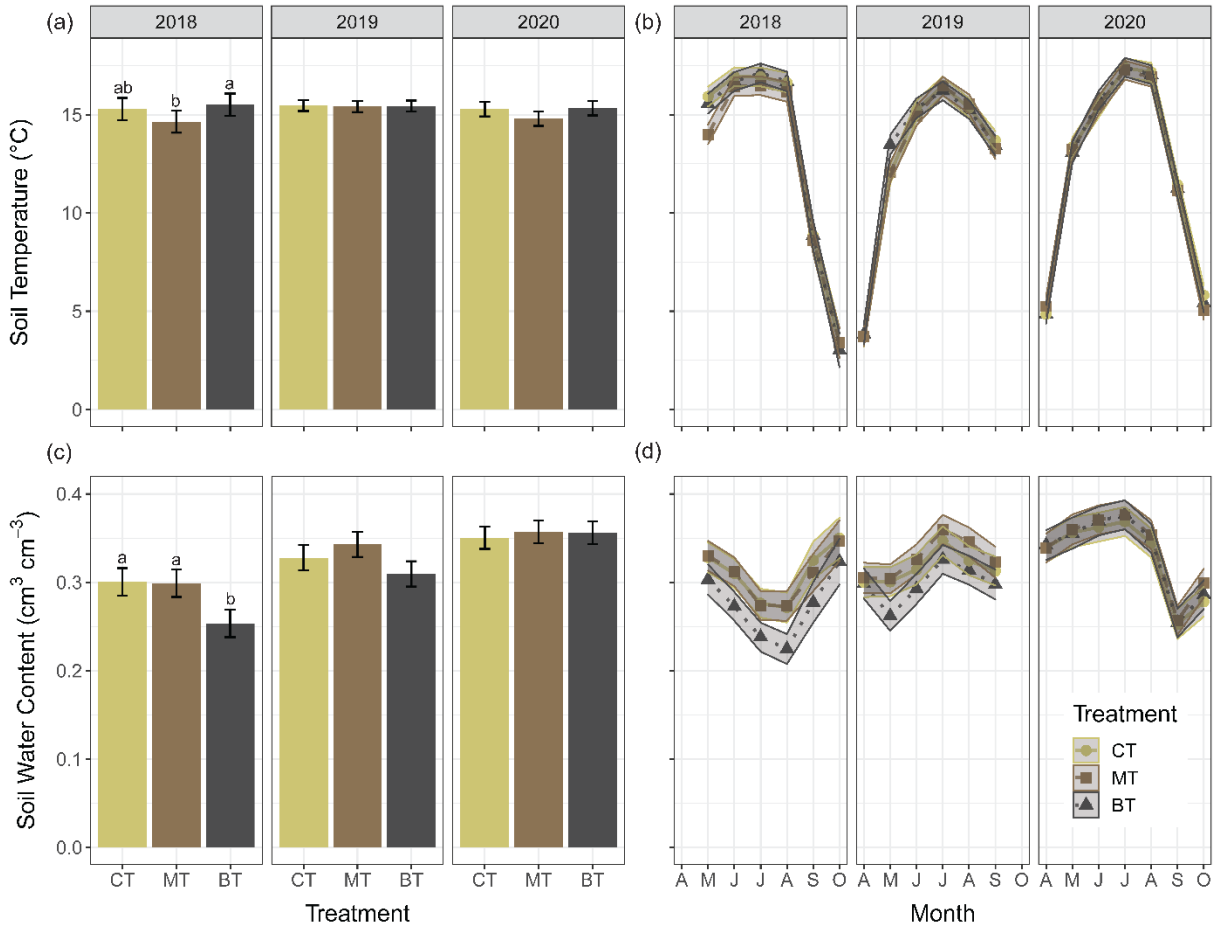 (a)
2018 2019 2020
(b)
2018 2019 2020
Soil Temperature (°C)
15
10
5
0
ab b a
(c)
(d)
Soil Water Content (cm³ cm⁻³)
0.4
0.3
0.2
0.1
0.0
a a b
Treatment
CT
MT
BT
CT MT BT CT MT BT CT MT BT
A M J J A S O A M J J A S O A M J J A S O
Treatment
Month